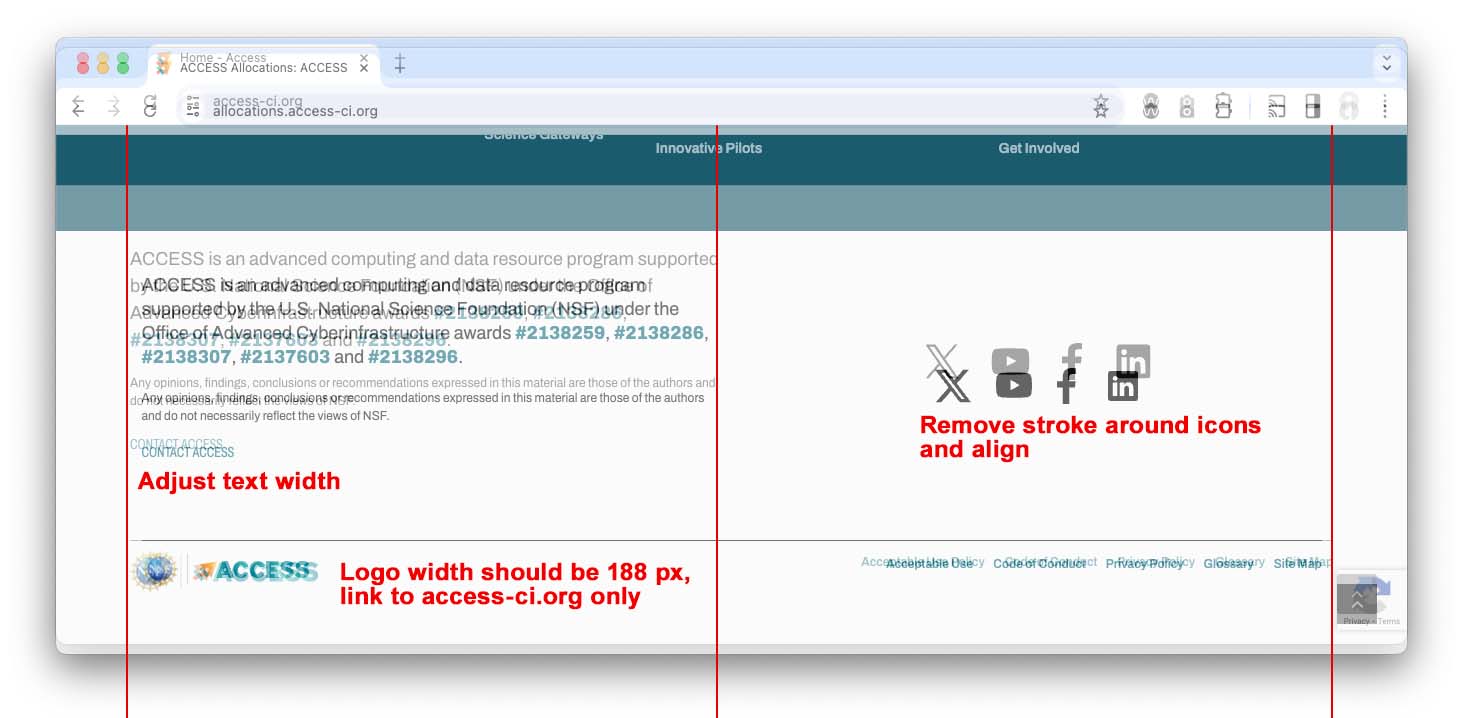 Home - Access
ACCESS Allocations: ACCESS
access-ci.org
allocations.access-ci.org
Science Gateways
Innovative Pilots
Get Involved
ACCESS is an advanced computing and data resource program supported
by the U.S. National Science Foundation (NSF) under the Office of
Advanced Cyberinfrastructure awards #2138259, #2138286,
#2138307, #2137603 and #2138296.
ACCESS is an advanced computing and data resource program
supported by the U.S. National Science Foundation (NSF) under the
Office of Advanced Cyberinfrastructure awards #2138259, #2138286,
#2138307, #2137603 and #2138296.
Any opinions, findings, conclusions or recommendations expressed in this material are those of the authors and
do not necessarily reflect the views of NSF.
Any opinions, findings, conclusions or recommendations expressed in this material are those of the authors
and do not necessarily reflect the views of NSF.
CONTACT ACCESS
CONTACT ACCESS
Adjust text width
Remove stroke around icons
and align
ACCESS
ACCESS
Logo width should be 188 px,
link to access-ci.org only
Acceptable Use Policy Code of Conduct Privacy Policy Glossary Site Map
Acceptable Use Code of Conduct Privacy Policy Glossary Site Map
Privacy - Terms